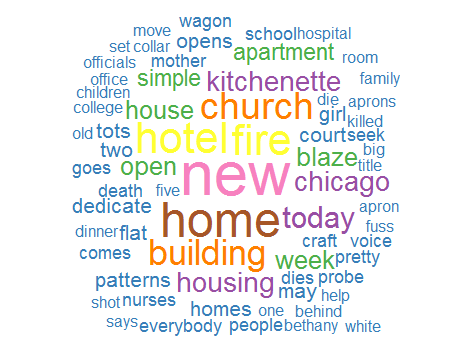 wagon
move opens school hospital
set collar apartment
officials mother room
office simple kitchenette family
children
college house church die aprons
girl killed
old tots hotel fire court seek
two big
goes open new blaze title
death five chicago
dedicate home today apron
dinner flat fuss
craft voice
comes building week pretty
patterns housing dies probe
may help
shot nurses homes one behind
says everybody people bethany white